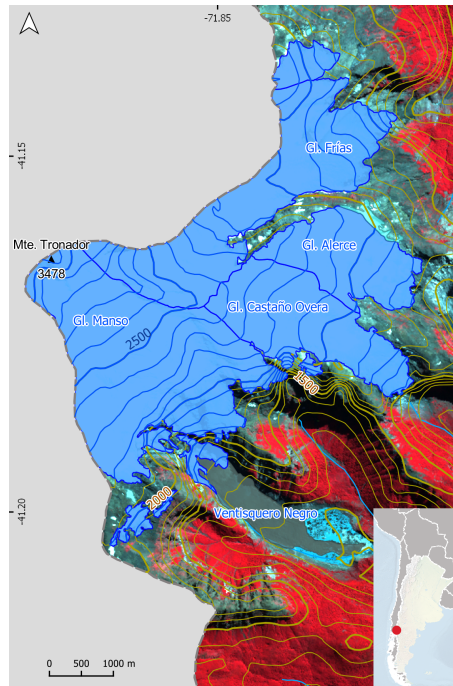 -71.85
-41.15
Gl. Frías
Mte. Tronador
3478
Gl. Alerce
Gl. Castaño Overa
Gl. Manso
2500
1500
2000
-41.20
Ventisquero Negro
0 500 1000 m